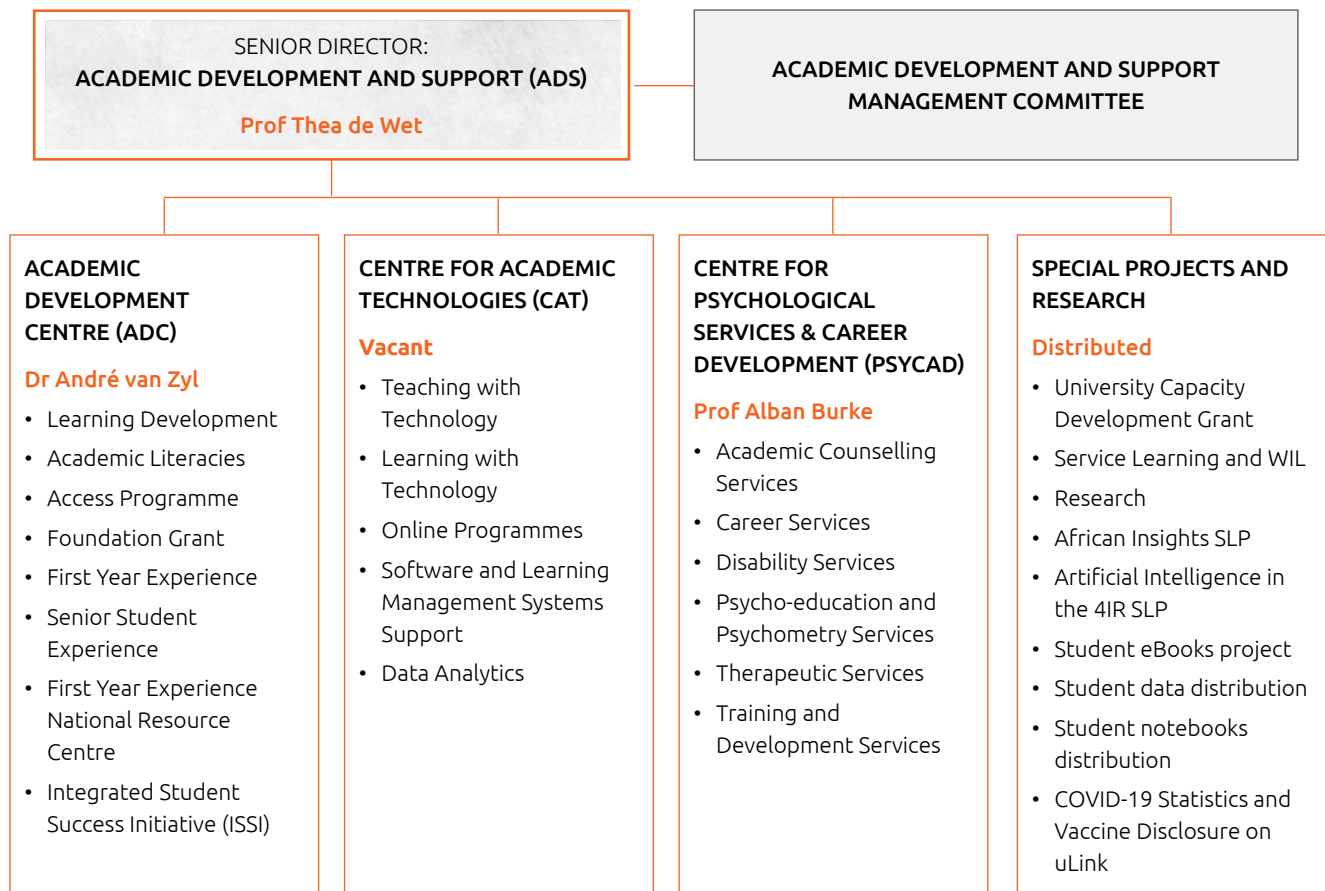 SENIOR DIRECTOR:
ACADEMIC DEVELOPMENT AND SUPPORT (ADS)
Prof Thea de Wet
ACADEMIC DEVELOPMENT AND SUPPORT
MANAGEMENT COMMITTEE
ACADEMIC
DEVELOPMENT
CENTRE (ADC)
Dr André van Zyl
• Learning Development
• Academic Literacies
• Access Programme
• Foundation Grant
• First Year Experience
• Senior Student
Experience
• First Year Experience
National Resource
Centre
• Integrated Student
Success Initiative (ISSI)
CENTRE FOR ACADEMIC
TECHNOLOGIES (CAT)
Vacant
• Teaching with
Technology
• Learning with
Technology
• Online Programmes
• Software and Learning
Management Systems
Support
• Data Analytics
CENTRE FOR
PSYCHOLOGICAL
SERVICES & CAREER
DEVELOPMENT (PSYCAD)
Prof Alban Burke
• Academic Counselling
Services
• Career Services
• Disability Services
• Psycho-education and
Psychometry Services
• Therapeutic Services
• Training and
Development Services
SPECIAL PROJECTS AND
RESEARCH
Distributed
• University Capacity
Development Grant
• Service Learning and WIL
• Research
• African Insights SLP
• Artificial Intelligence in
the 4IR SLP
• Student eBooks project
• Student data distribution
• Student notebooks
distribution
• COVID-19 Statistics and
Vaccine Disclosure on
uLink